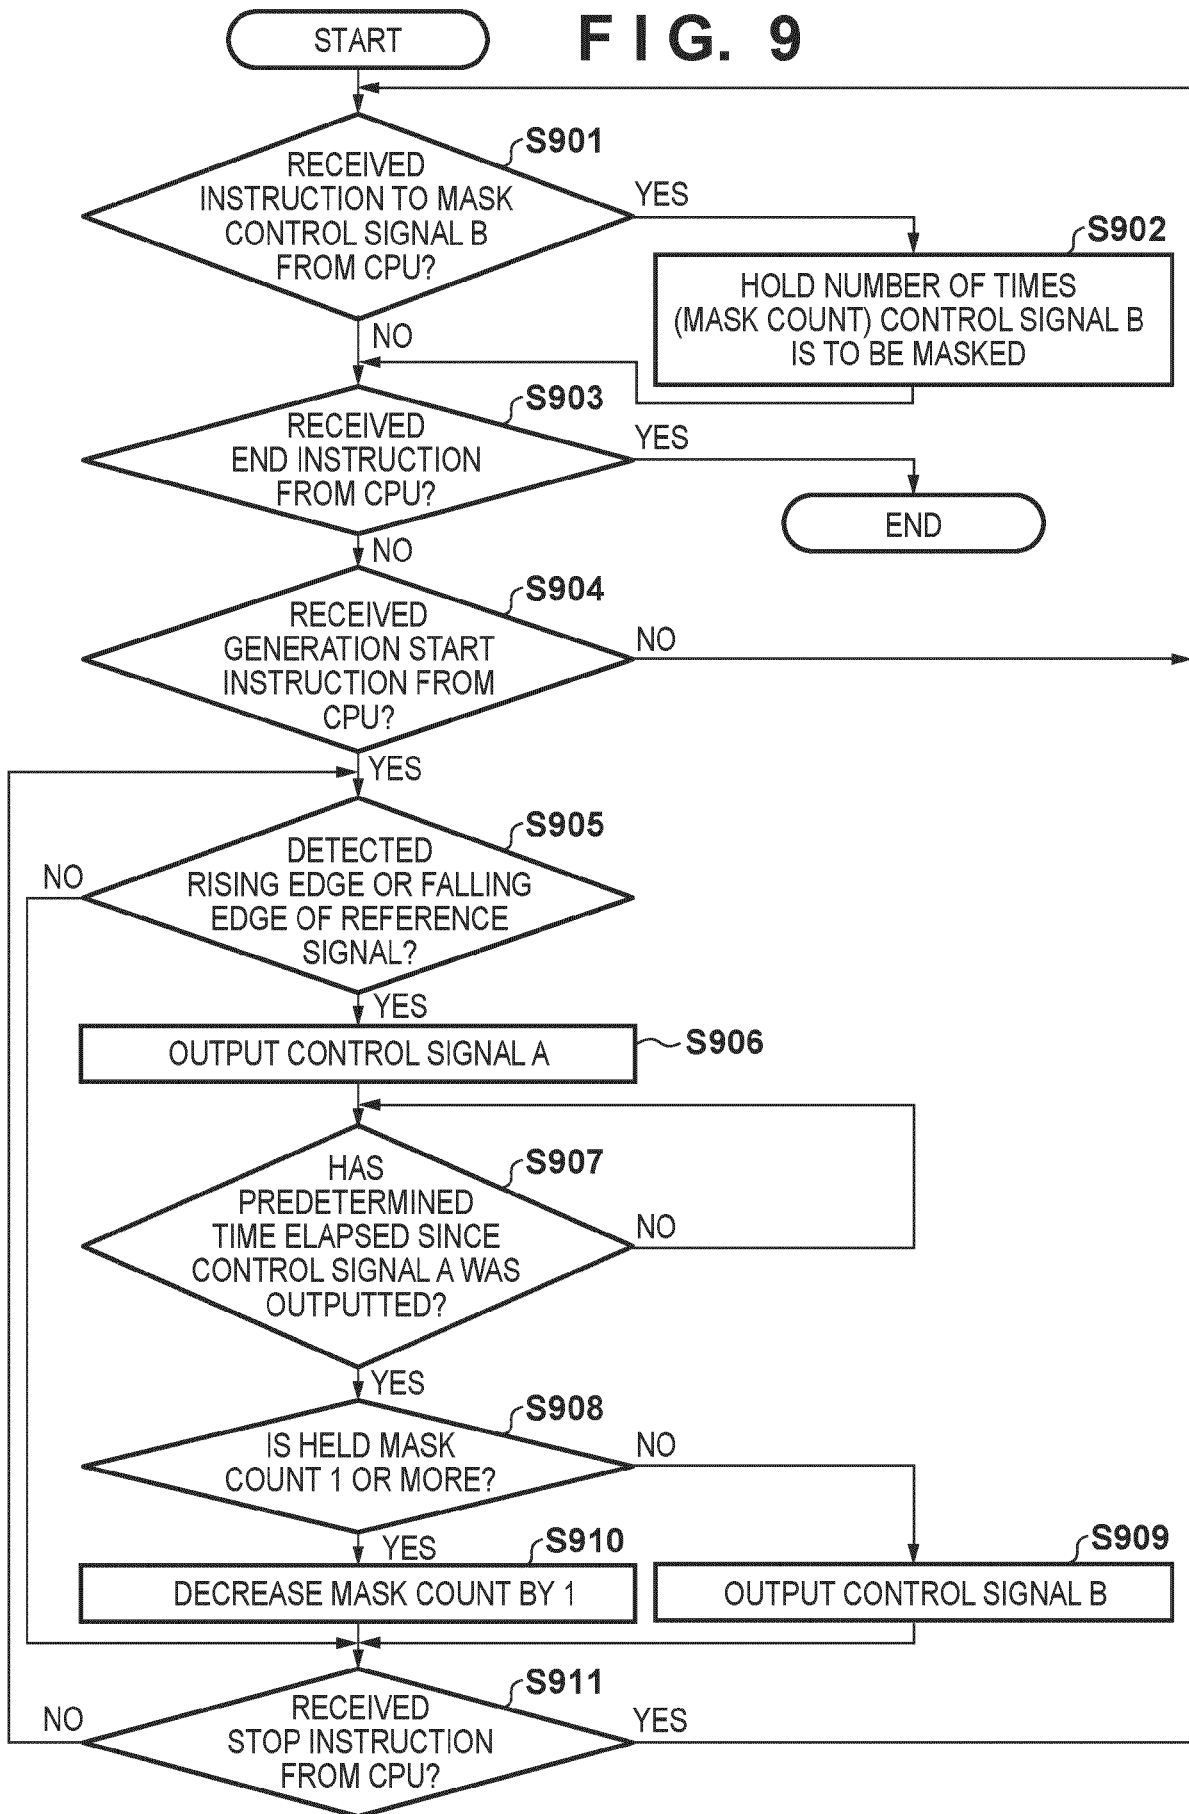 START
FIG. 9
S901
RECEIVED
INSTRUCTION TO MASK
CONTROL SIGNAL B
FROM CPU?
YES
NO
S902
HOLD NUMBER OF TIMES
(MASK COUNT) CONTROL SIGNAL B
IS TO BE MASKED
S903
RECEIVED
END INSTRUCTION
FROM CPU?
YES
END
NO
S904
RECEIVED
GENERATION START
INSTRUCTION FROM
CPU?
NO
YES
S905
DETECTED
RISING EDGE OR FALLING
EDGE OF REFERENCE
SIGNAL?
NO
YES
OUTPUT CONTROL SIGNAL A
S906
S907
HAS
PREDETERMINED
TIME ELAPSED SINCE
CONTROL SIGNAL A WAS
OUTPUTTED?
NO
YES
S908
IS HELD MASK
COUNT 1 OR MORE?
NO
YES
S910
DECREASE MASK COUNT BY 1
S909
OUTPUT CONTROL SIGNAL B
S911
RECEIVED
STOP INSTRUCTION
FROM CPU?
NO
YES